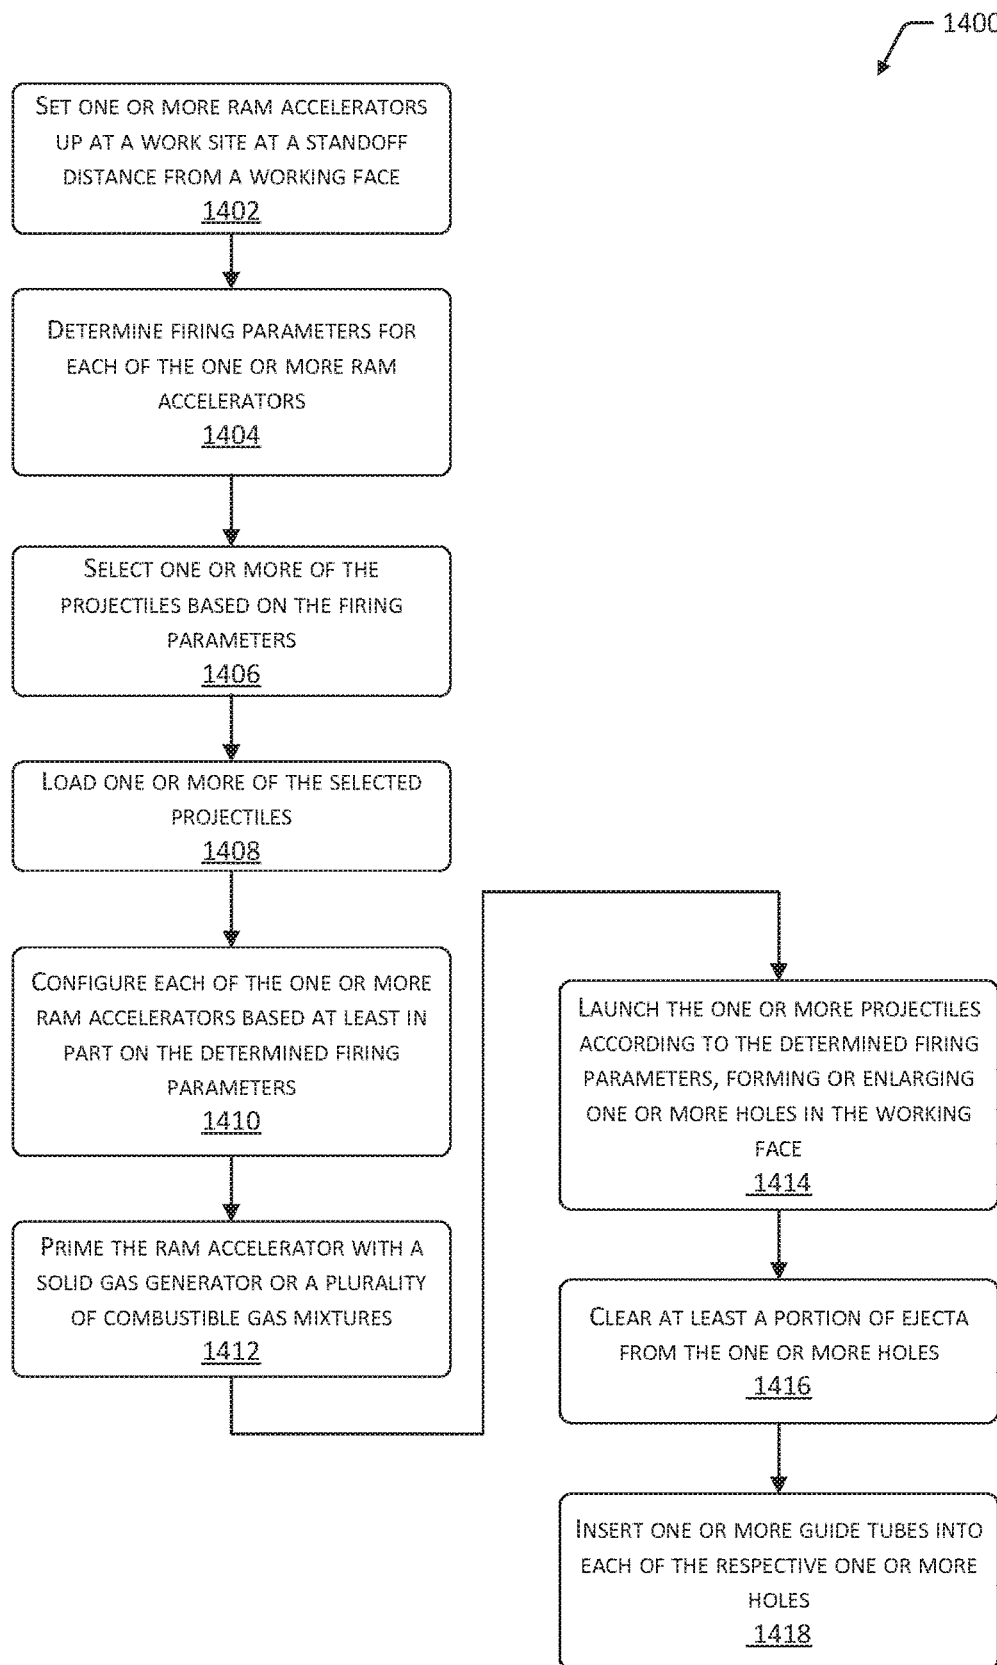 1400
Set one or more ram accelerators
up at a work site at a standoff
distance from a working face
1402
Determine firing parameters for
each of the one or more ram
accelerators
1404
Select one or more of the
projectiles based on the firing
parameters
1406
Load one or more of the selected
projectiles
1408
Configure each of the one or more
ram accelerators based at least in
part on the determined firing
parameters
1410
Prime the ram accelerator with a
solid gas generator or a plurality
of combustible gas mixtures
1412
Launch the one or more projectiles
according to the determined firing
parameters, forming or enlarging
one or more holes in the working
face
1414
Clear at least a portion of ejecta
from the one or more holes
1416
Insert one or more guide tubes into
each of the respective one or more
holes
1418